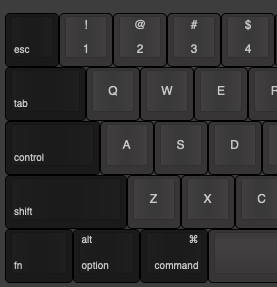 ! @ # $
esc 1 2 3 4
tab Q W E R
control A S D
shift Z X C
alt ⌘
fn option command